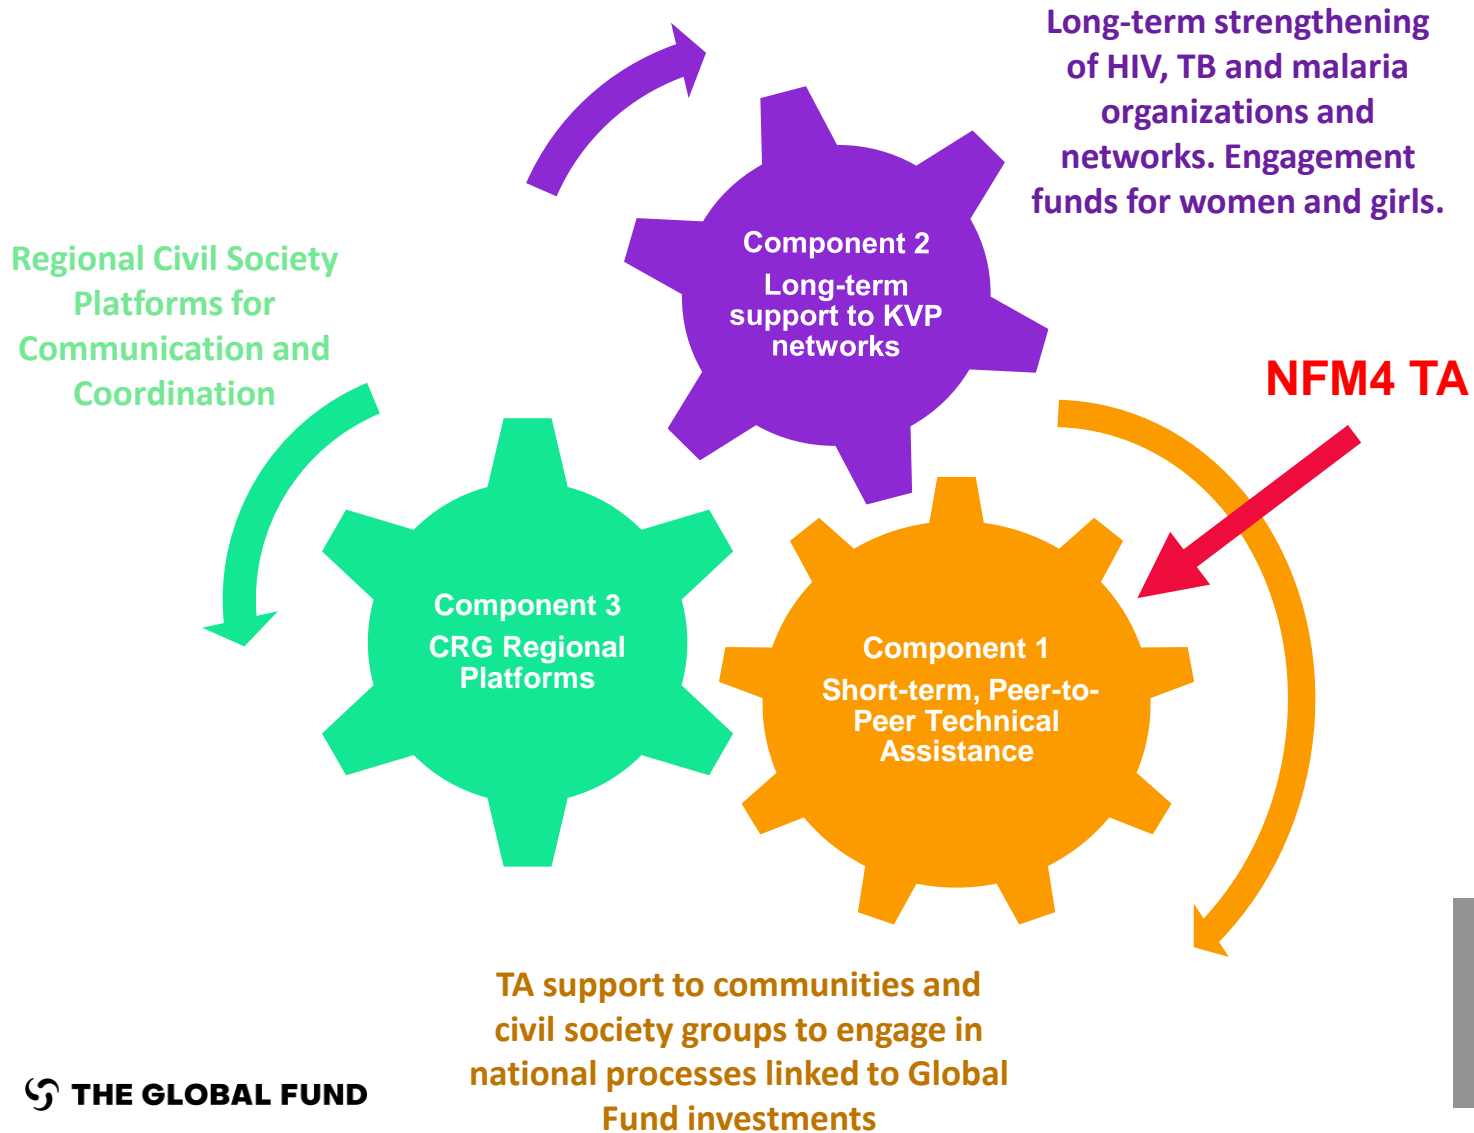 Long-term strengthening
of HIV, TB and malaria
organizations and
networks. Engagement
funds for women and girls.
Regional Civil Society
Platforms for
Communication and
Coordination
Component 2
Long-term
support to KVP
networks
NFM4 TA
Component 3
CRG Regional
Platforms
Component 1
Short-term, Peer-to-
Peer Technical
Assistance
TA support to communities and
civil society groups to engage in
national processes linked to Global
Fund investments
THE GLOBAL FUND